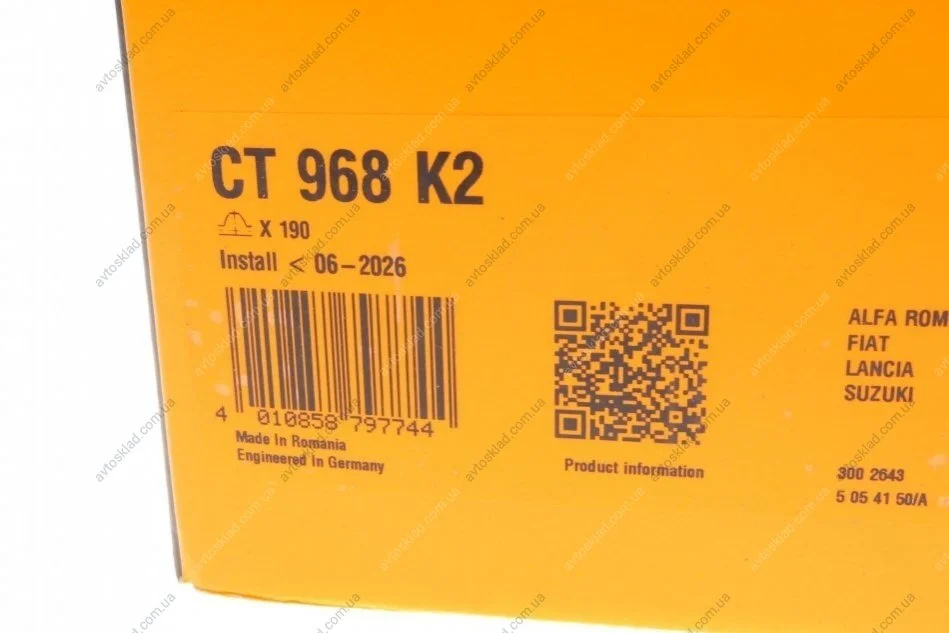 CT 968 K2
X 190
Install < 06-2026
4 010858 797744
Made In Romania
Engineered In Germany
Product information
ALFA ROM
FIAT
LANCIA
SUZUKI
300 2643
5 05 41 50/A
avtosklad.com.ua